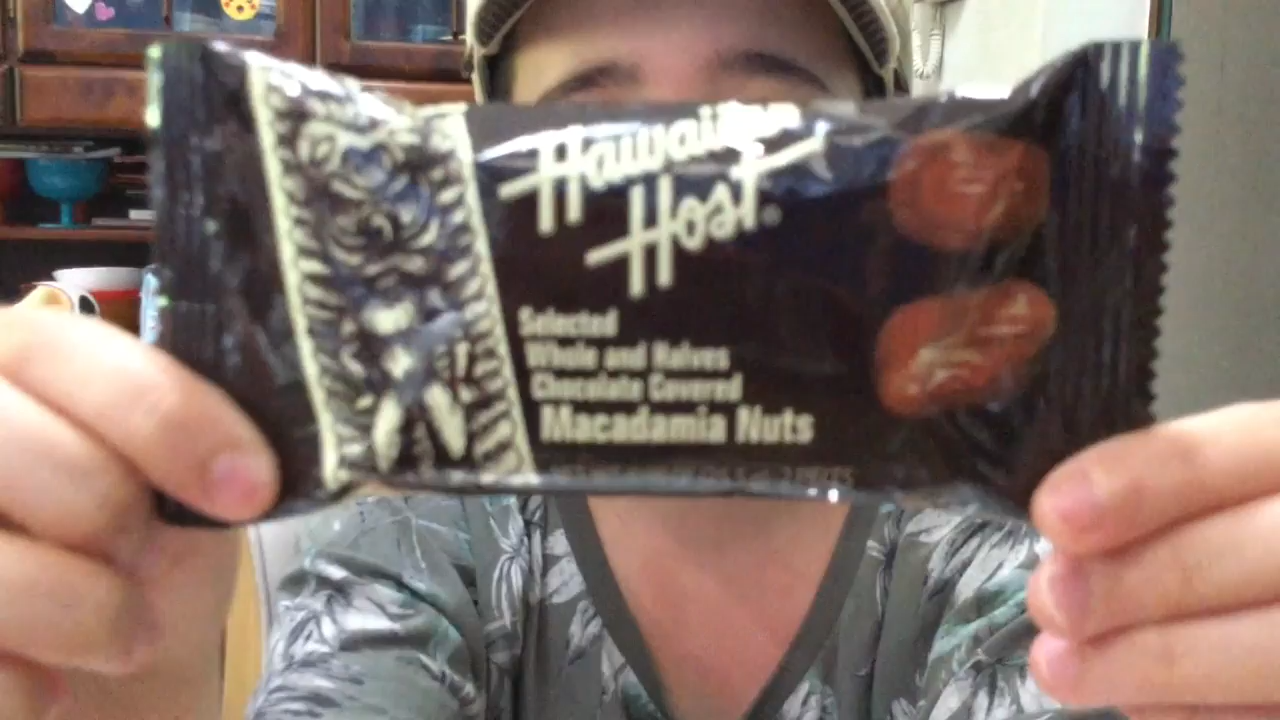 Hawaiian
Host®
Selected
Whole and Halves
Chocolate Covered
Macadamia Nuts